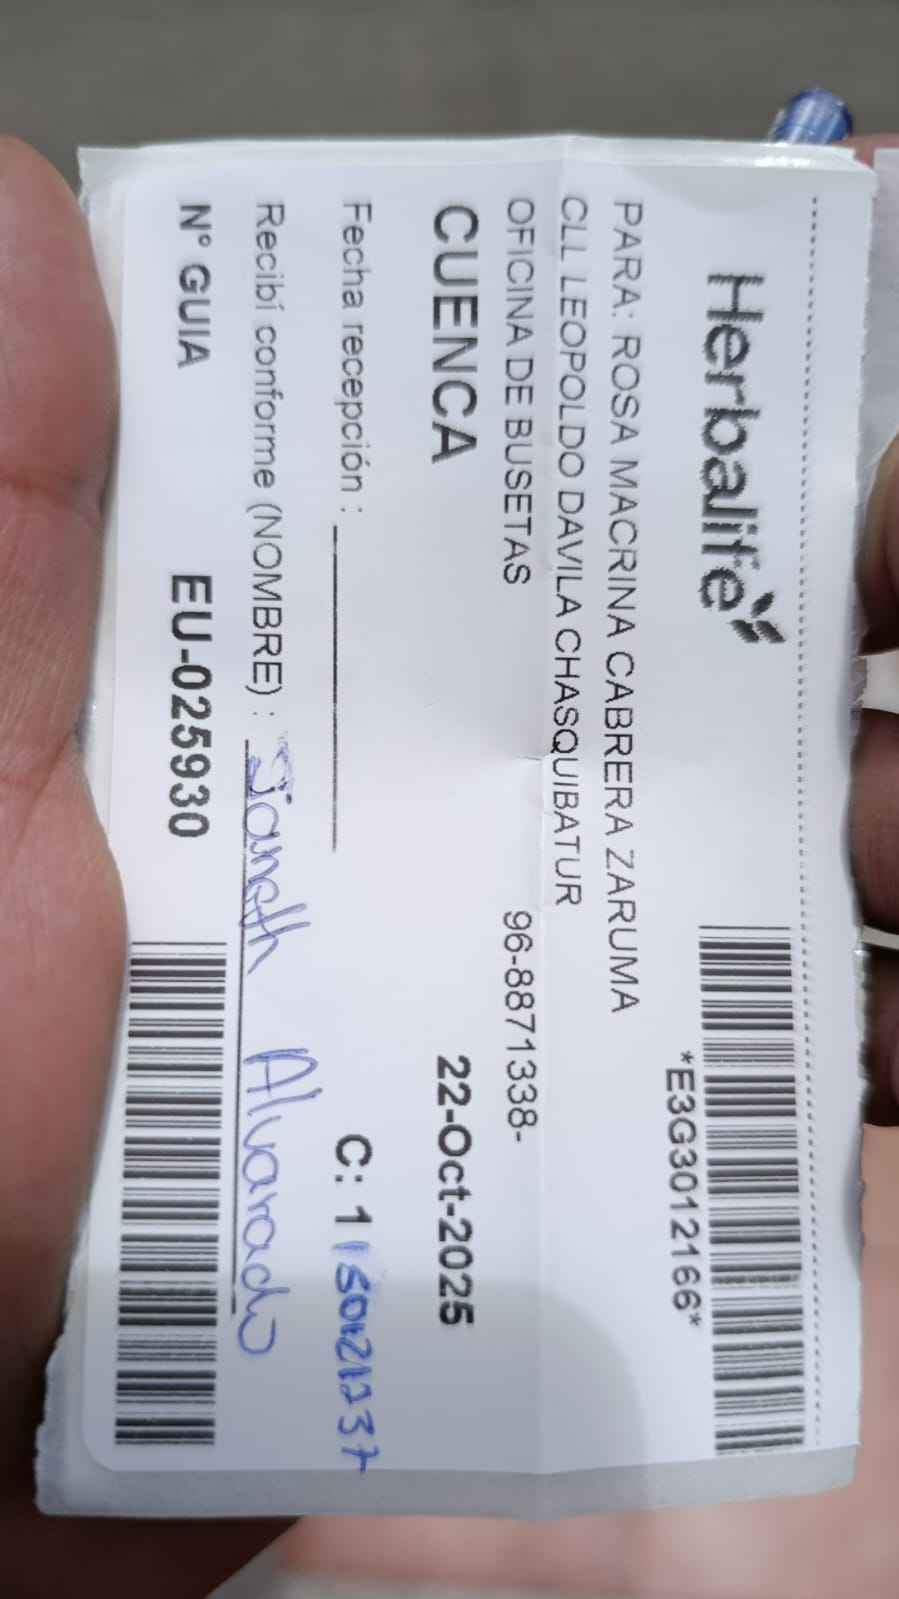 Herbalife
*E3G3012166*
PARA: ROSA MACRINA CABRERA ZARUMA
CLL LEOPOLDO DAVILA CHASQUIBATUR
OFICINA DE BUSETAS 96-8871338-
CUENCA 22-Oct-2025
Fecha recepción : C: 1
Recibí conforme (NOMBRE) : Janeth Alvarado
N° GUIA EU-025930